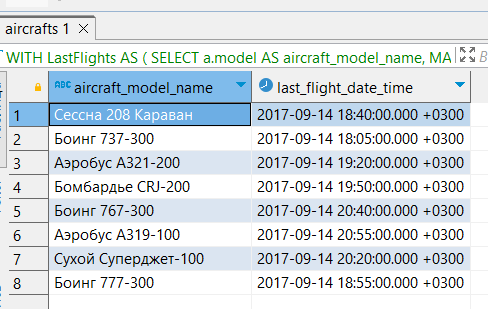 aircrafts 1
WITH LastFlights AS ( SELECT a.model AS aircraft_model_name, MA
ABC aircraft_model_name last_flight_date_time
1 Сессна 208 Караван 2017-09-14 18:40:00.000 +0300
2 Боинг 737-300 2017-09-14 18:05:00.000 +0300
3 Аэробус A321-200 2017-09-14 19:20:00.000 +0300
4 Бомбардье CRJ-200 2017-09-14 19:50:00.000 +0300
5 Боинг 767-300 2017-09-14 20:40:00.000 +0300
6 Аэробус A319-100 2017-09-14 20:55:00.000 +0300
7 Сухой Суперджет-100 2017-09-14 20:20:00.000 +0300
8 Боинг 777-300 2017-09-14 18:55:00.000 +0300